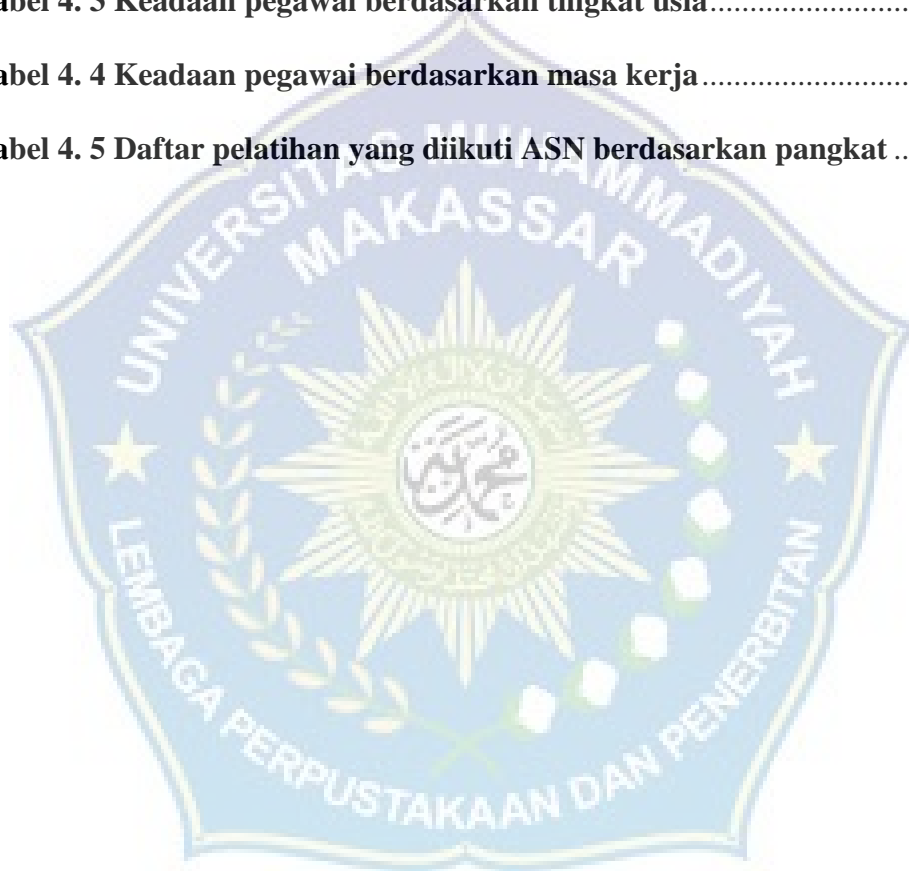 abel 4. 3 Keadaan pegawai berdasarkan tingkat usia........................
abel 4. 4 Keadaan pegawai berdasarkan masa kerja........................
abel 4. 5 Daftar pelatihan yang diikuti ASN berdasarkan pangkat ..
UNIVERSITAS MUHAMMADIYAH
MAKASSAR
محمدية
LEMBAGA PERPUSTAKAAN DAN PENERBITAN